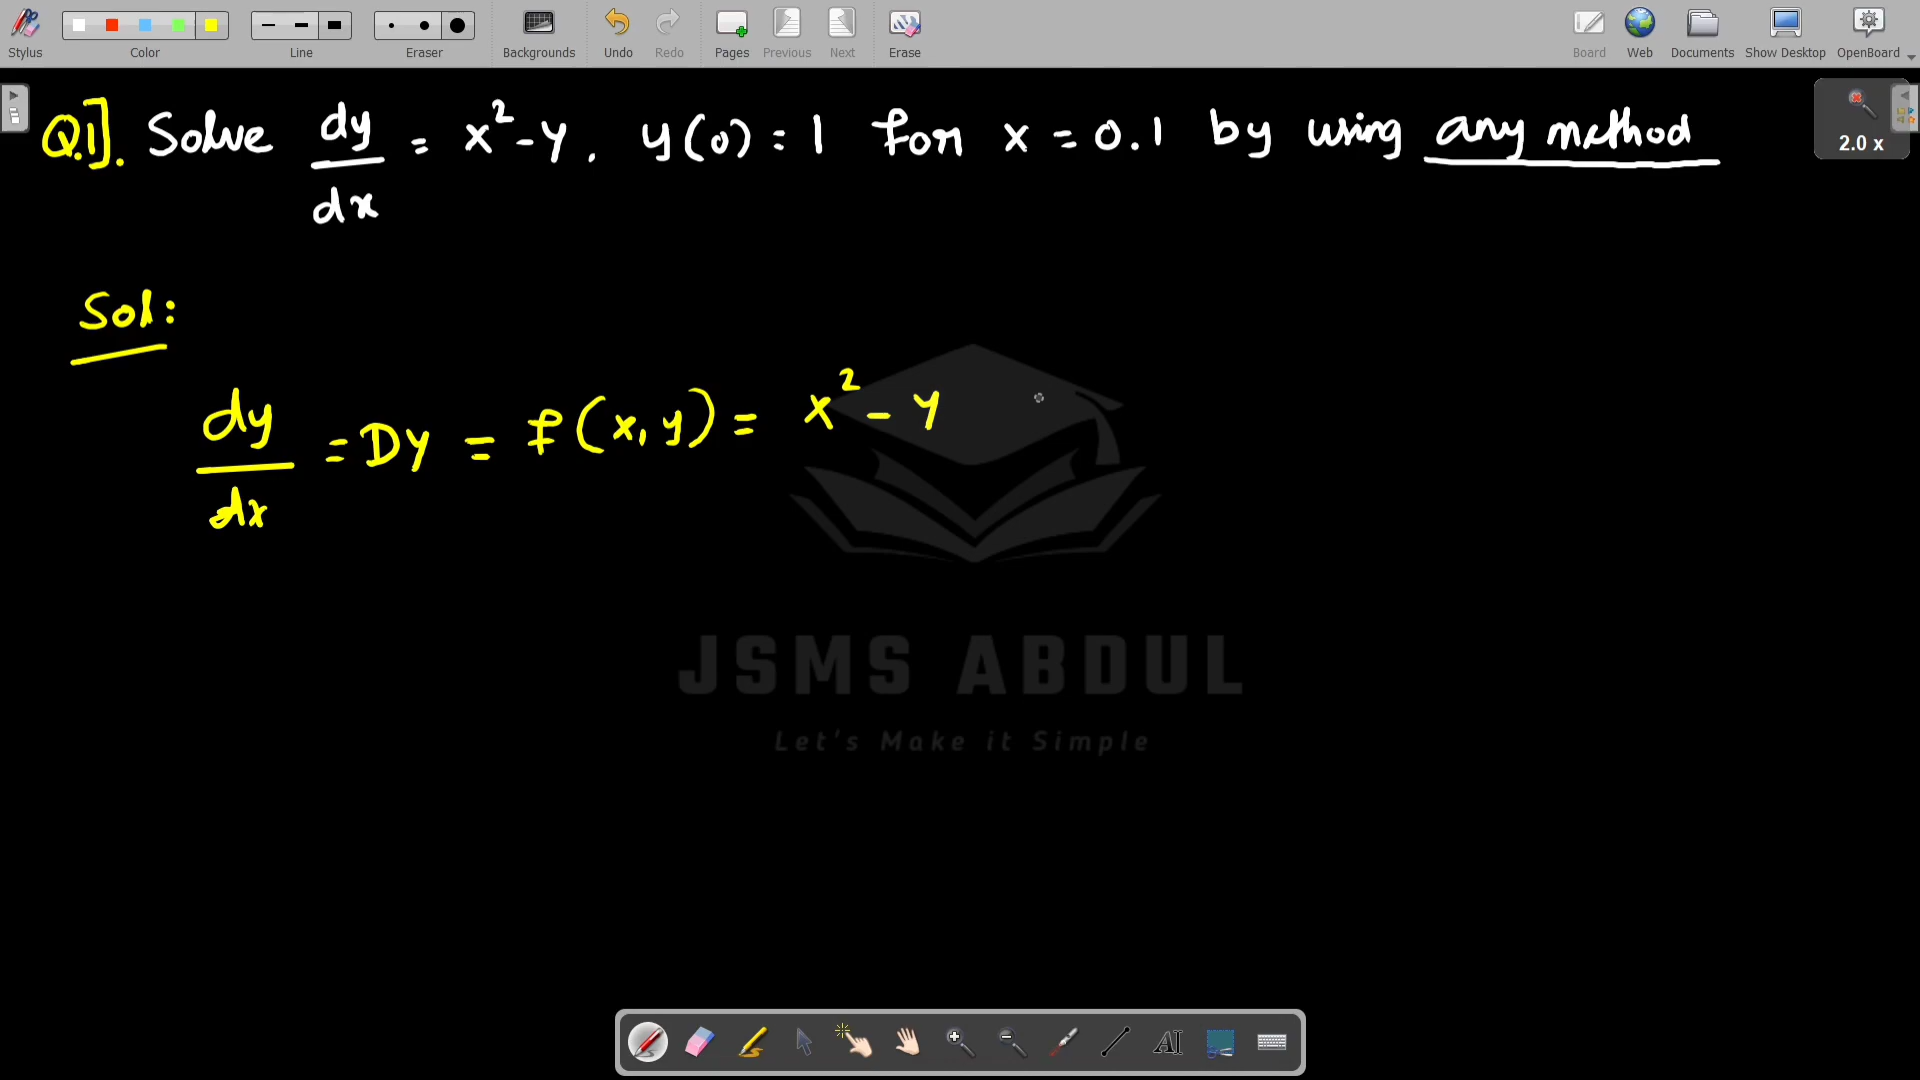 Stylus Color Line Eraser Backgrounds Undo Redo Pages Previous Next Erase Board Web Documents Show Desktop OpenBoard
Q.1]. Solve dy/dx = x² - y, y(0) = 1 for x = 0.1 by using any method
2.0 x
Sol:
dy/dx = Dy = f(x, y) = x² - y
JSMS ABDUL
Let's Make it Simple
AI